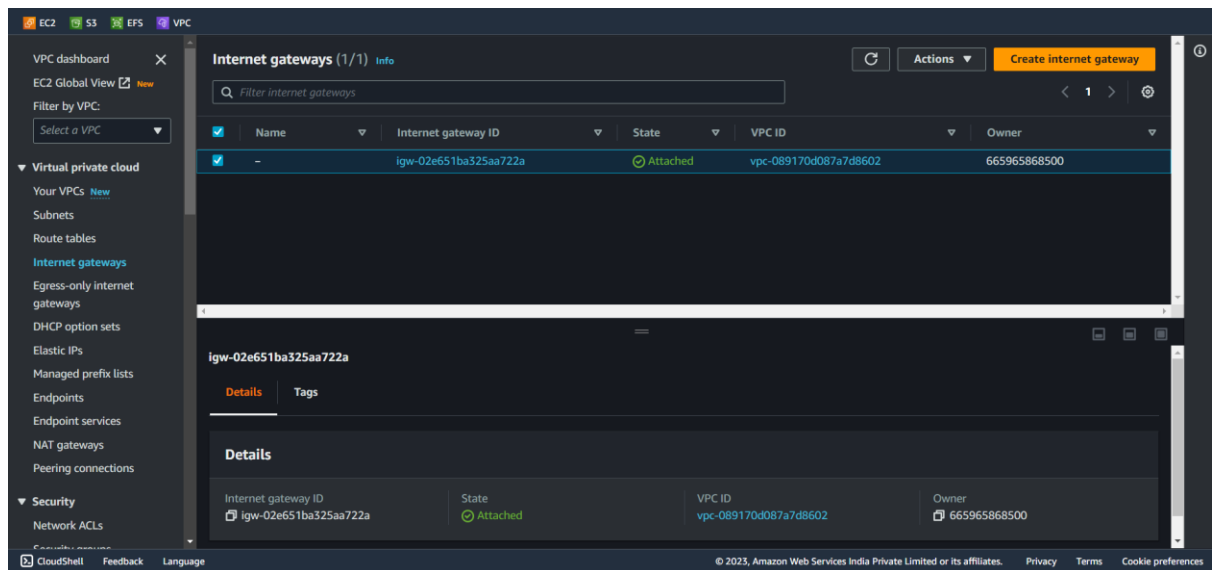 EC2 S3 EFS VPC
VPC dashboard
EC2 Global View New
Filter by VPC:
Select a VPC
Virtual private cloud
Your VPCs New
Subnets
Route tables
Internet gateways
Egress-only internet
gateways
DHCP option sets
Elastic IPs
Managed prefix lists
Endpoints
Endpoint services
NAT gateways
Peering connections
Security
Network ACLs
Security groups
Internet gateways (1/1) Info
Actions
Create internet gateway
Filter internet gateways
1
Name Internet gateway ID State VPC ID Owner
– igw-02e651ba325aa722a Attached vpc-089170d087a7d8602 665965868500
igw-02e651ba325aa722a
Details Tags
Details
Internet gateway ID State VPC ID Owner
igw-02e651ba325aa722a Attached vpc-089170d087a7d8602 665965868500
CloudShell Feedback Language © 2023, Amazon Web Services India Private Limited or its affiliates. Privacy Terms Cookie preferences